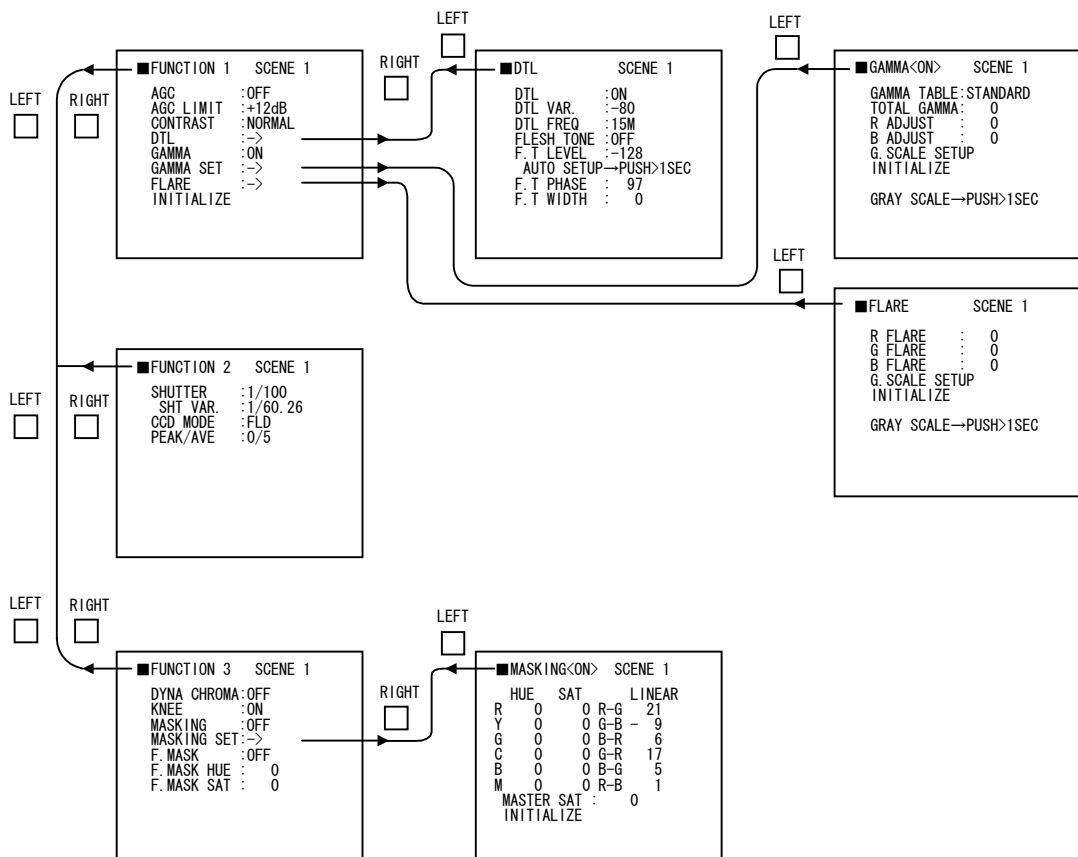 LEFT
LEFT
RIGHT
LEFT
RIGHT
■FUNCTION 1 SCENE 1
AGC :OFF
AGC LIMIT :+12dB
CONTRAST :NORMAL
DTL :->
GAMMA :ON
GAMMA SET :->
FLARE :->
INITIALIZE
■DTL SCENE 1
DTL :ON
DTL VAR. :-80
DTL FREQ :15M
FLESH TONE :OFF
F.T LEVEL :-128
AUTO SETUP→PUSH>1SEC
F.T PHASE : 97
F.T WIDTH : 0
■GAMMA<ON> SCENE 1
GAMMA TABLE:STANDARD
TOTAL GAMMA: 0
R ADJUST : 0
B ADJUST : 0
G.SCALE SETUP
INITIALIZE
GRAY SCALE→PUSH>1SEC
LEFT
■FLARE SCENE 1
R FLARE : 0
G FLARE : 0
B FLARE : 0
G.SCALE SETUP
INITIALIZE
GRAY SCALE→PUSH>1SEC
LEFT
RIGHT
■FUNCTION 2 SCENE 1
SHUTTER :1/100
SHT VAR. :1/60.26
CCD MODE :FLD
PEAK/AVE :0/5
LEFT
RIGHT
■FUNCTION 3 SCENE 1
DYNA CHROMA:OFF
KNEE :ON
MASKING :OFF
MASKING SET:->
F.MASK :OFF
F.MASK HUE : 0
F.MASK SAT : 0
RIGHT
LEFT
■MASKING<ON> SCENE 1
HUE SAT LINEAR
R 0 0 R-G 21
Y 0 0 G-B - 9
G 0 0 B-R 6
C 0 0 G-R 17
B 0 0 B-G 5
M 0 0 R-B 1
MASTER SAT : 0
INITIALIZE